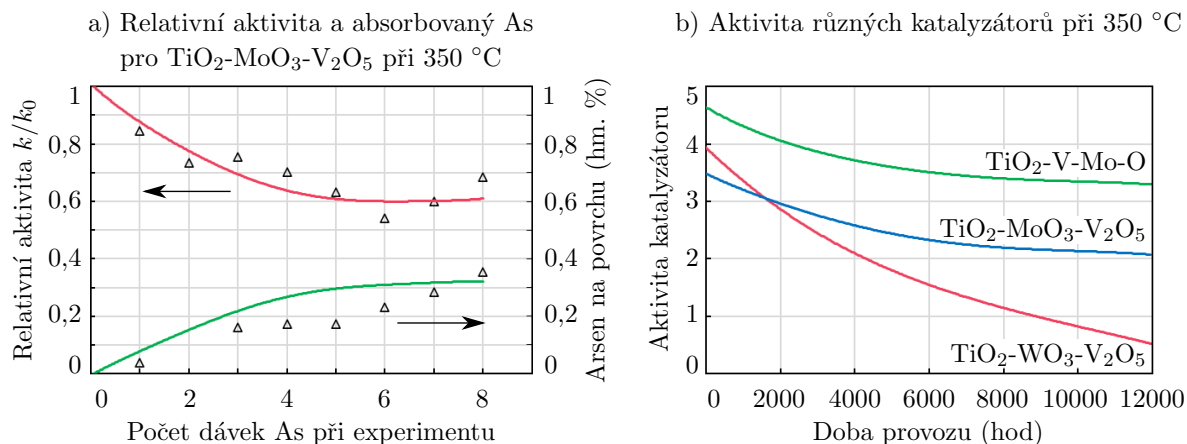 a) Relativní aktivita a absorbovaný As
pro TiO₂-MoO₃-V₂O₅ při 350 °C
Relativní aktivita k/k₀
1
0,8
0,6
0,4
0,2
0
1
0,8
0,6
0,4
0,2
0
Arsen na povrchu (hm. %)
0 2 4 6 8
Počet dávek As při experimentu
b) Aktivita různých katalyzátorů při 350 °C
Aktivita katalyzátoru
5
4
3
2
1
0
TiO₂-V-Mo-O
TiO₂-MoO₃-V₂O₅
TiO₂-WO₃-V₂O₅
0 2000 4000 6000 8000 10000 12000
Doba provozu (hod)